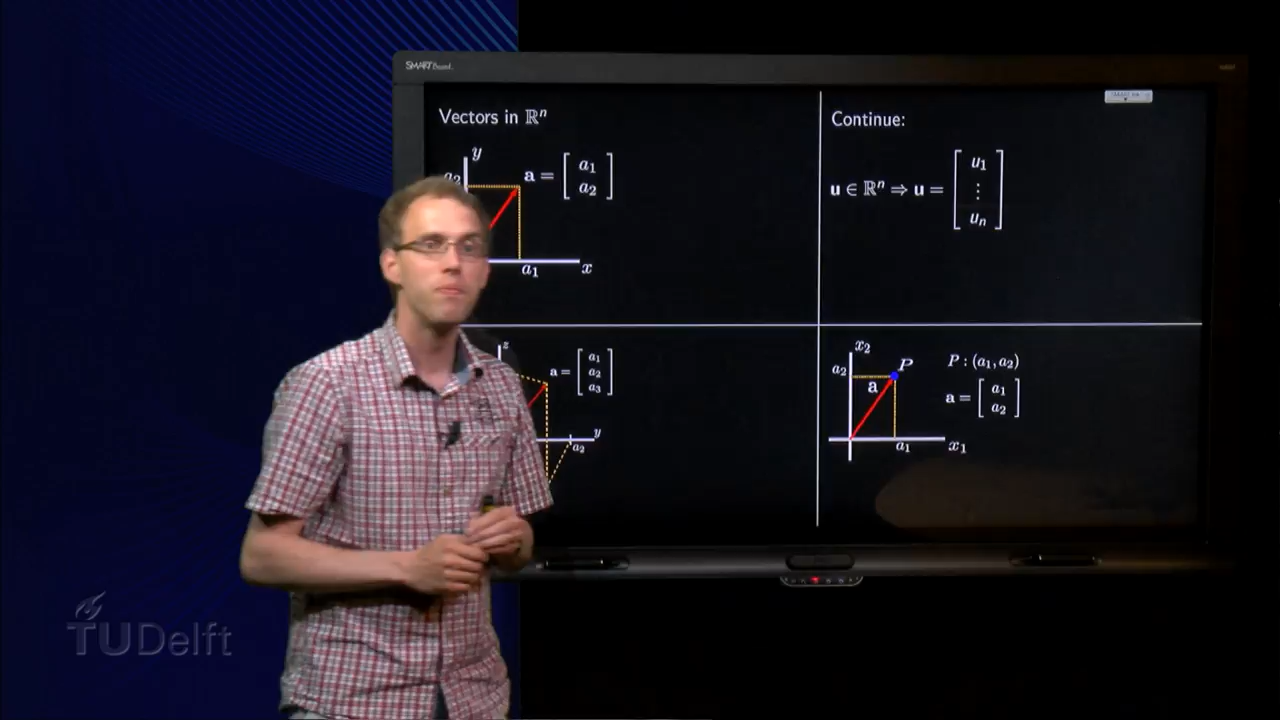 SMART Board
Vectors in ℝⁿ
y
a₂
a = [ a₁
a₂ ]
a₁
x
Continue:
u ∈ ℝⁿ ⇒ u = [ u₁
⋮
uₙ ]
z
a = [ a₁
a₂
a₃ ]
y
a₂
x₂
a₂
P
a
P : (a₁, a₂)
a = [ a₁
a₂ ]
a₁
x₁
TUDelft